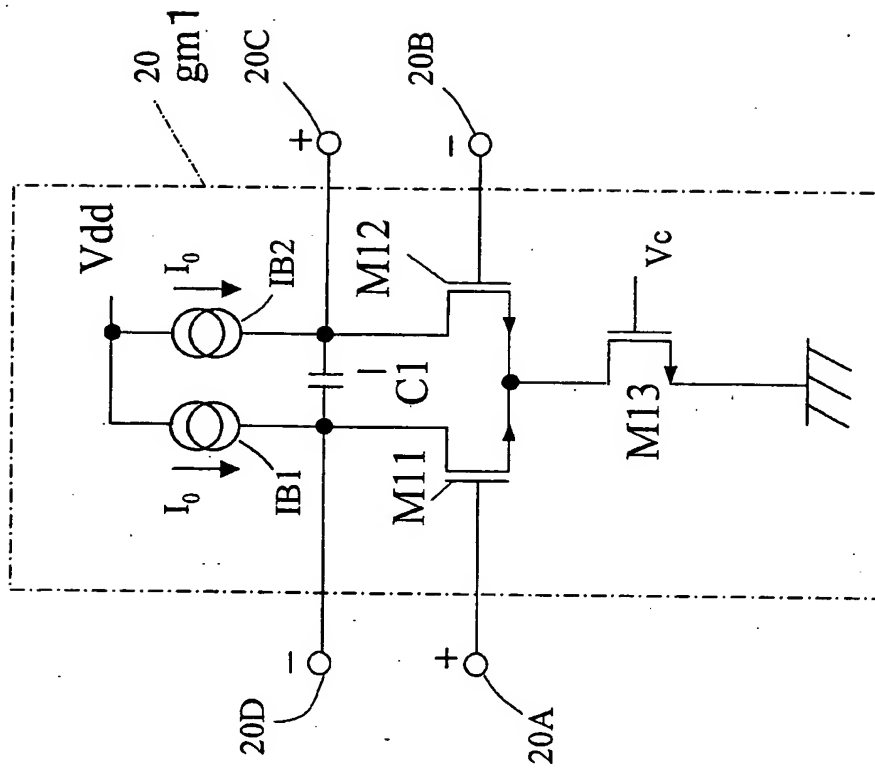 20
gm1
Vdd
I₀
I₀
IB1
IB2
20D
−
+
20C
C1
M11
M12
20A
+
−
20B
M13
Vc